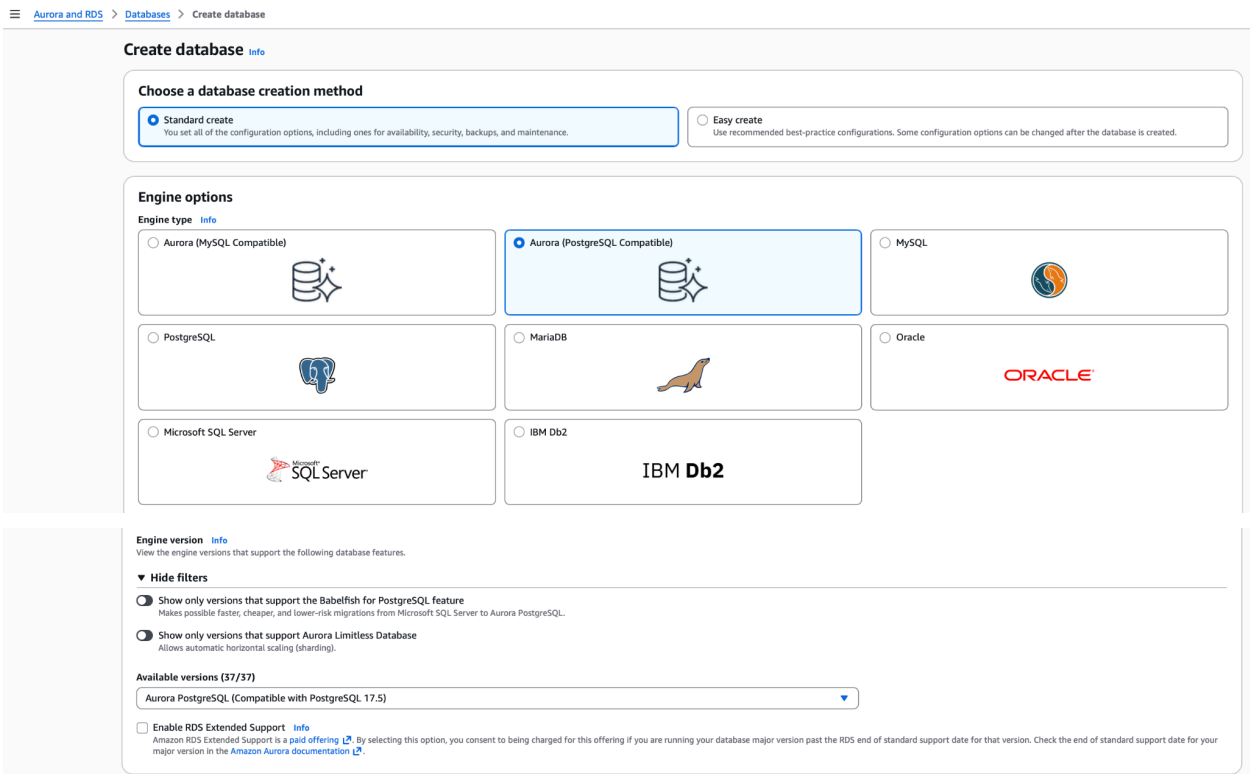 Aurora and RDS > Databases > Create database
Create database Info
Choose a database creation method
Standard create
You set all of the configuration options, including ones for availability, security, backups, and maintenance.
Easy create
Use recommended best-practice configurations. Some configuration options can be changed after the database is created.
Engine options
Engine type Info
Aurora (MySQL Compatible)
Aurora (PostgreSQL Compatible)
MySQL
PostgreSQL
MariaDB
Oracle
ORACLE
Microsoft SQL Server
Microsoft
SQL Server
IBM Db2
IBM Db2
Engine version Info
View the engine versions that support the following database features.
Hide filters
Show only versions that support the Babelfish for PostgreSQL feature
Makes possible faster, cheaper, and lower-risk migrations from Microsoft SQL Server to Aurora PostgreSQL.
Show only versions that support Aurora Limitless Database
Allows automatic horizontal scaling (sharding).
Available versions (37/37)
Aurora PostgreSQL (Compatible with PostgreSQL 17.5)
Enable RDS Extended Support Info
Amazon RDS Extended Support is a paid offering. By selecting this option, you consent to being charged for this offering if you are running your database major version past the RDS end of standard support date for that version. Check the end of standard support date for your
major version in the Amazon Aurora documentation.